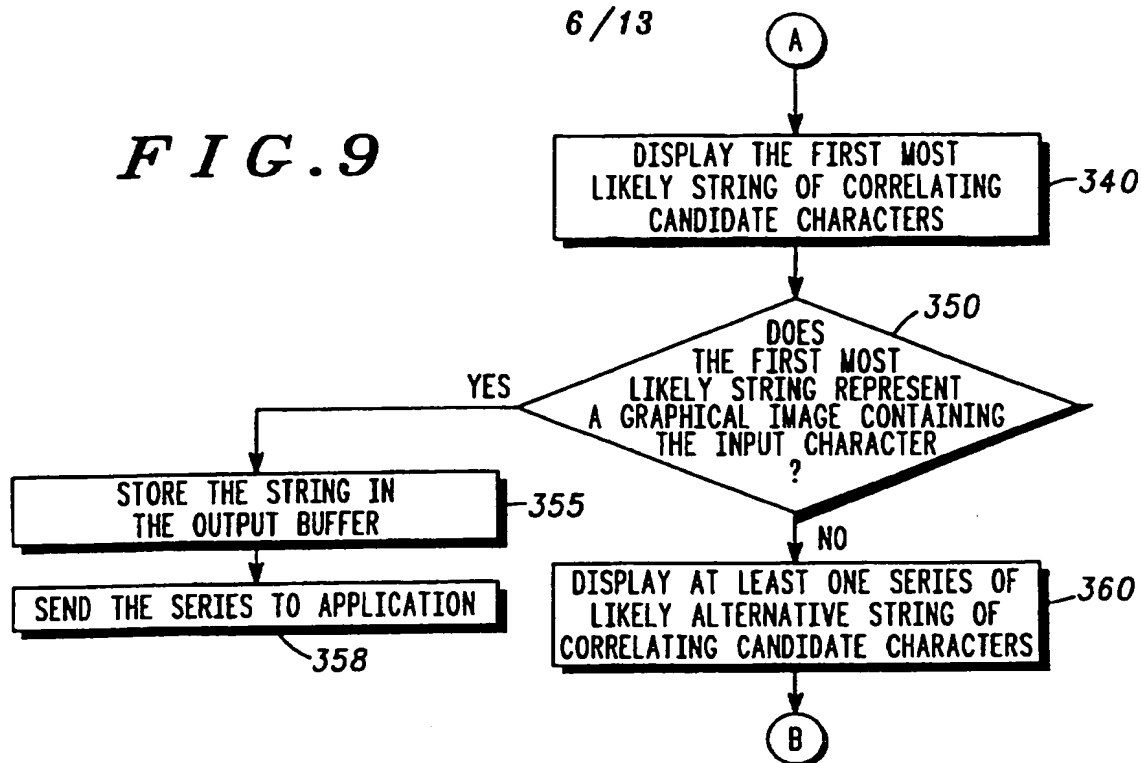 6/13
A
FIG.9
DISPLAY THE FIRST MOST
LIKELY STRING OF CORRELATING
CANDIDATE CHARACTERS
340
350
DOES
THE FIRST MOST
LIKELY STRING REPRESENT
A GRAPHICAL IMAGE CONTAINING
THE INPUT CHARACTER
?
YES
STORE THE STRING IN
THE OUTPUT BUFFER
355
SEND THE SERIES TO APPLICATION
358
NO
DISPLAY AT LEAST ONE SERIES OF
LIKELY ALTERNATIVE STRING OF
CORRELATING CANDIDATE CHARACTERS
360
B